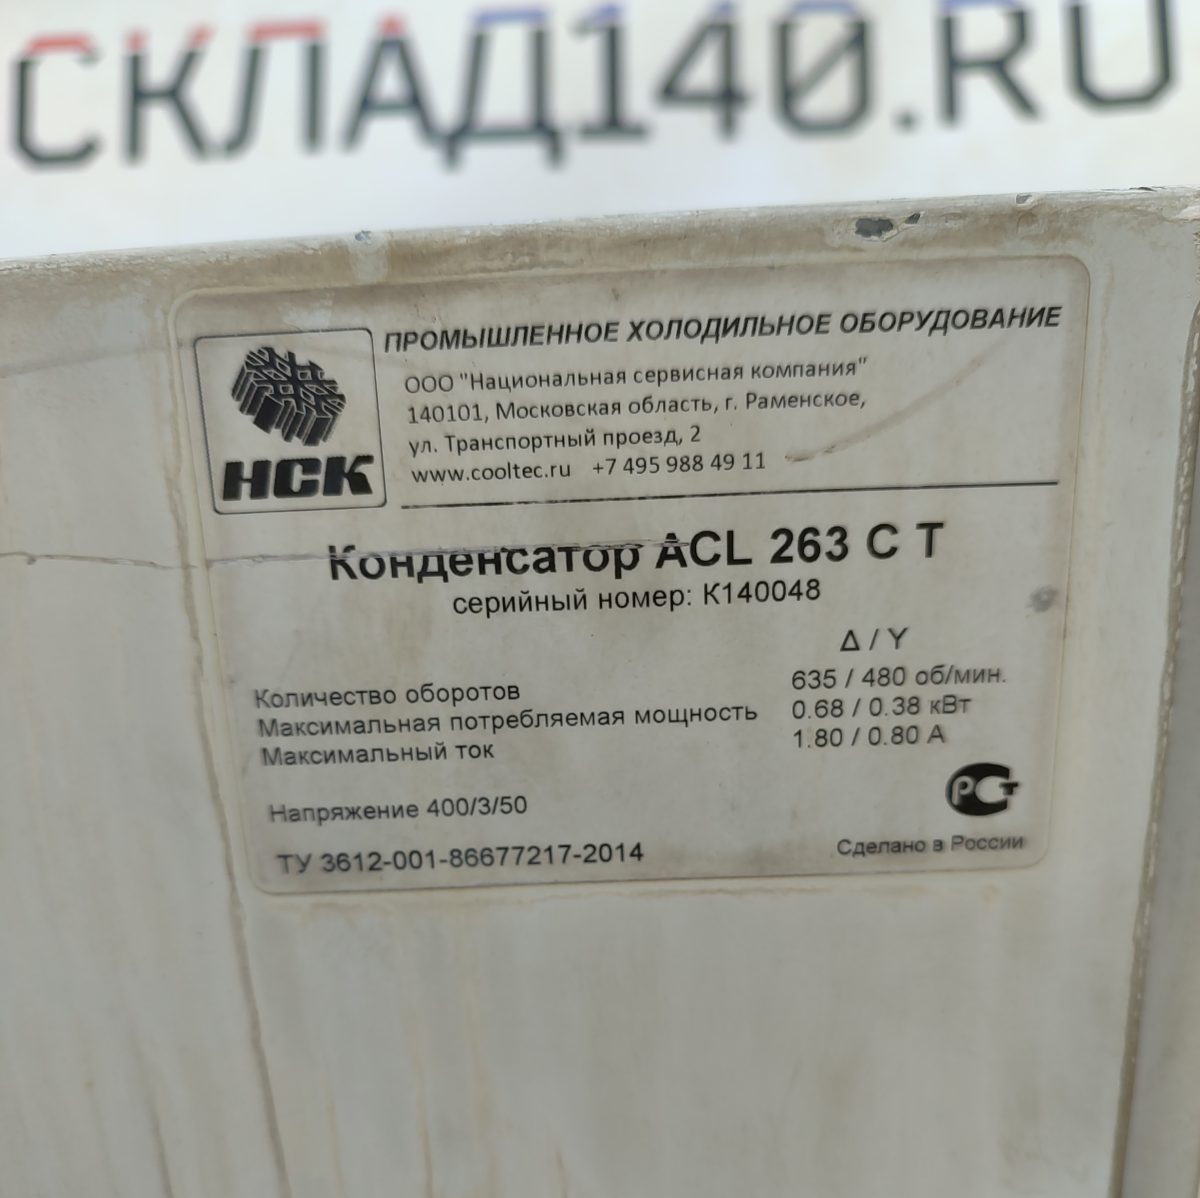 СКЛАД140.RU
НСК
ПРОМЫШЛЕННОЕ ХОЛОДИЛЬНОЕ ОБОРУДОВАНИЕ
ООО "Национальная сервисная компания"
140101, Московская область, г. Раменское,
ул. Транспортный проезд, 2
www.cooltec.ru +7 495 988 49 11
Конденсатор ACL 263 C T
серийный номер: К140048
Δ / Y
Количество оборотов 635 / 480 об/мин.
Максимальная потребляемая мощность 0.68 / 0.38 кВт
Максимальный ток 1.80 / 0.80 А
Напряжение 400/3/50
РСТ
ТУ 3612-001-86677217-2014
Сделано в России